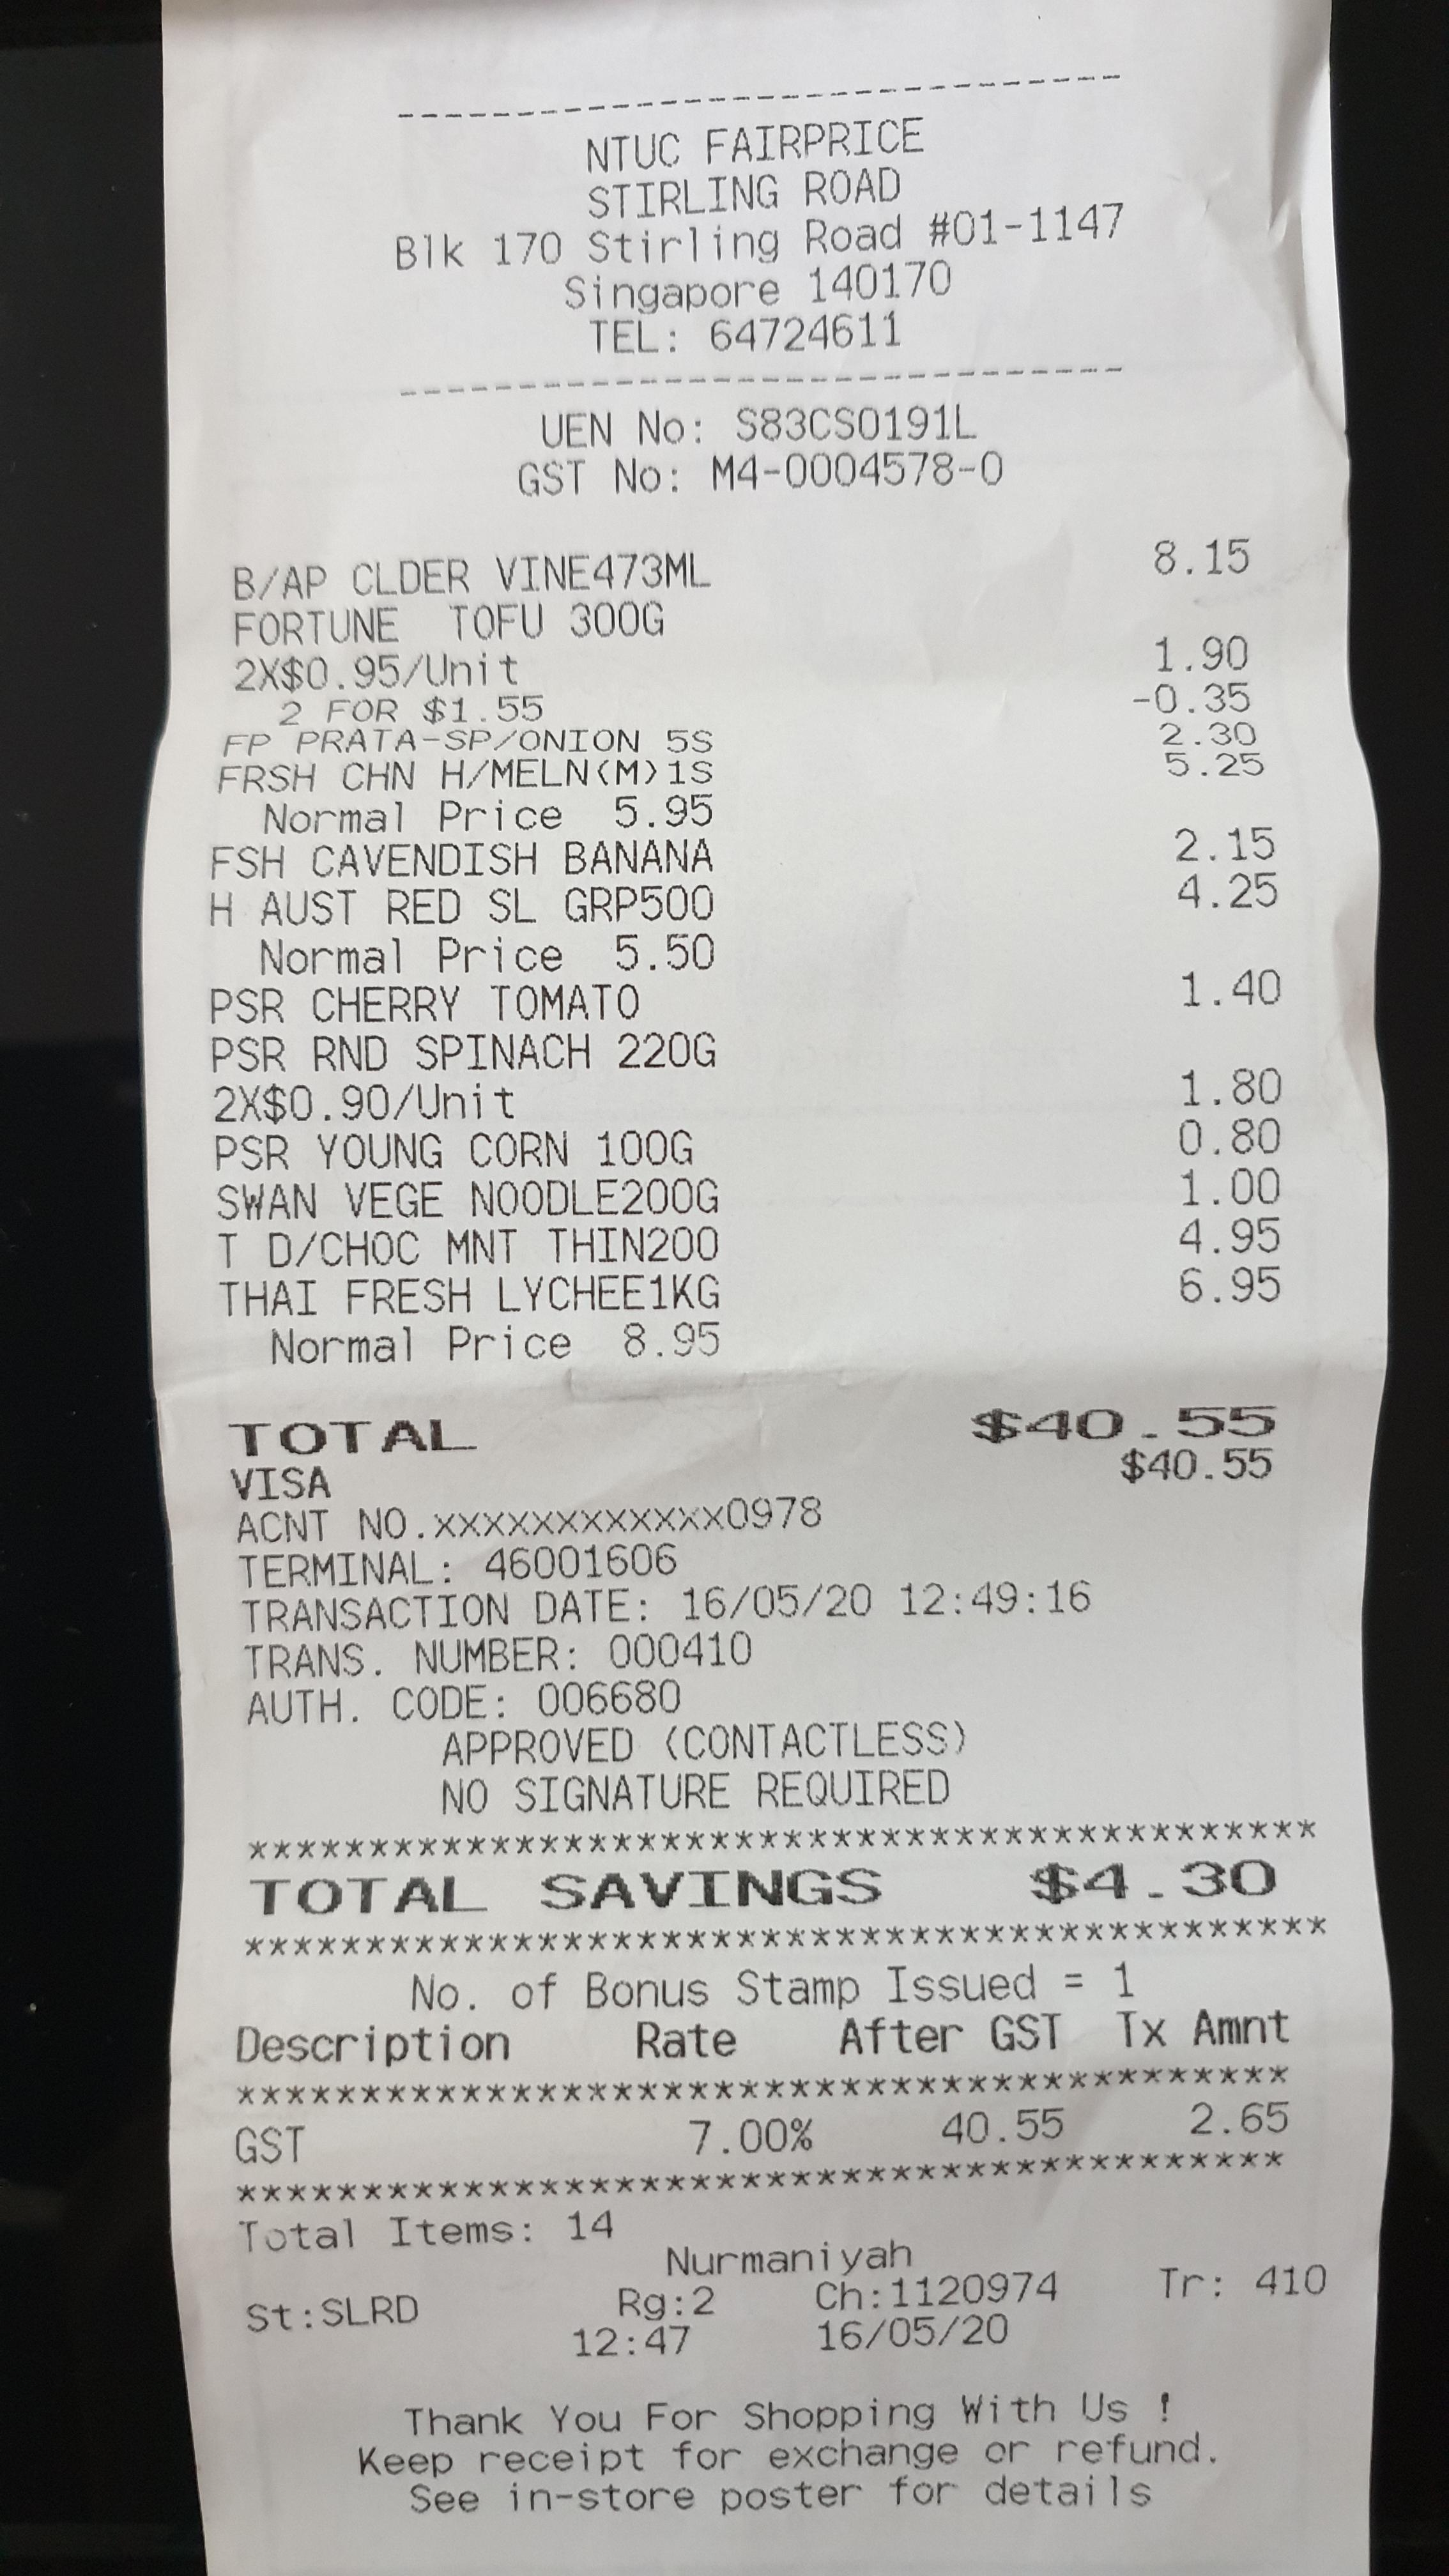 NTUC FAIRPRICE
STIRLING ROAD
Blk 170 Stirling Road #01-1147
Singapore 140170
TEL: 64724611
UEN No: S83CS0191L
GST No: M4-0004578-0
B/AP CLDER VINE473ML 8.15
FORTUNE TOFU 300G
2X$0.95/Unit 1.90
2 FOR $1.55 -0.35
FP PRATA-SP/ONION 5S 2.30
FRSH CHN H/MELN(M)1S 5.25
Normal Price 5.95
FSH CAVENDISH BANANA 2.15
H AUST RED SL GRP500 4.25
Normal Price 5.50
PSR CHERRY TOMATO 1.40
PSR RND SPINACH 220G
2X$0.90/Unit 1.80
PSR YOUNG CORN 100G 0.80
SWAN VEGE NOODLE200G 1.00
T D/CHOC MNT THIN200 4.95
THAI FRESH LYCHEE1KG 6.95
Normal Price 8.95
TOTAL $40.55
VISA $40.55
ACNT NO.xxxxxxxxxxxx0978
TERMINAL: 46001606
TRANSACTION DATE: 16/05/20 12:49:16
TRANS. NUMBER: 000410
AUTH. CODE: 006680
APPROVED (CONTACTLESS)
NO SIGNATURE REQUIRED
********************************************
TOTAL SAVINGS $4.30
********************************************
No. of Bonus Stamp Issued = 1
Description Rate After GST Tx Amnt
********************************************
GST 7.00% 40.55 2.65
********************************************
Total Items: 14
Nurmaniyah
St:SLRD Rg:2 Ch:1120974 Tr: 410
12:47 16/05/20
Thank You For Shopping With Us !
Keep receipt for exchange or refund.
See in-store poster for details